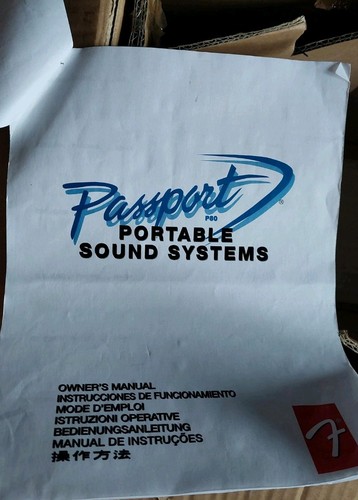 Passport®
P80
PORTABLE
SOUND SYSTEMS
OWNER'S MANUAL
INSTRUCCIONES DE FUNCIONAMIENTO
MODE D'EMPLOI
ISTRUZIONI OPERATIVE
BEDIENUNGSANLEITUNG
MANUAL DE INSTRUÇÕES
操作方法
F